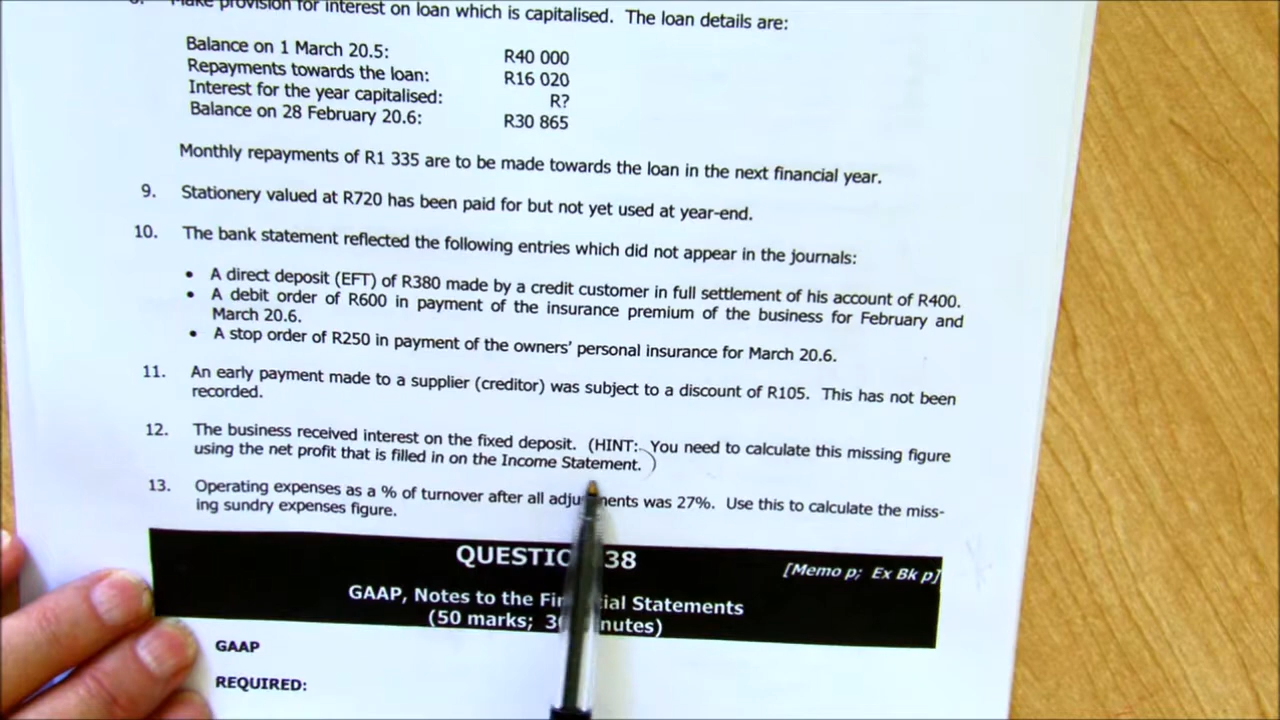 Make provision for interest on loan which is capitalised. The loan details are:
Balance on 1 March 20.5: R40 000
Repayments towards the loan: R16 020
Interest for the year capitalised: R?
Balance on 28 February 20.6: R30 865
Monthly repayments of R1 335 are to be made towards the loan in the next financial year.
9. Stationery valued at R720 has been paid for but not yet used at year-end.
10. The bank statement reflected the following entries which did not appear in the journals:
• A direct deposit (EFT) of R380 made by a credit customer in full settlement of his account of R400.
• A debit order of R600 in payment of the insurance premium of the business for February and
March 20.6.
• A stop order of R250 in payment of the owners' personal insurance for March 20.6.
11. An early payment made to a supplier (creditor) was subject to a discount of R105. This has not been
recorded.
12. The business received interest on the fixed deposit. (HINT: You need to calculate this missing figure
using the net profit that is filled in on the Income Statement. )
13. Operating expenses as a % of turnover after all adjustments was 27%. Use this to calculate the miss-
ing sundry expenses figure.
QUESTION 38 [Memo p; Ex Bk p]
GAAP, Notes to the Financial Statements
(50 marks; minutes)
GAAP
REQUIRED: